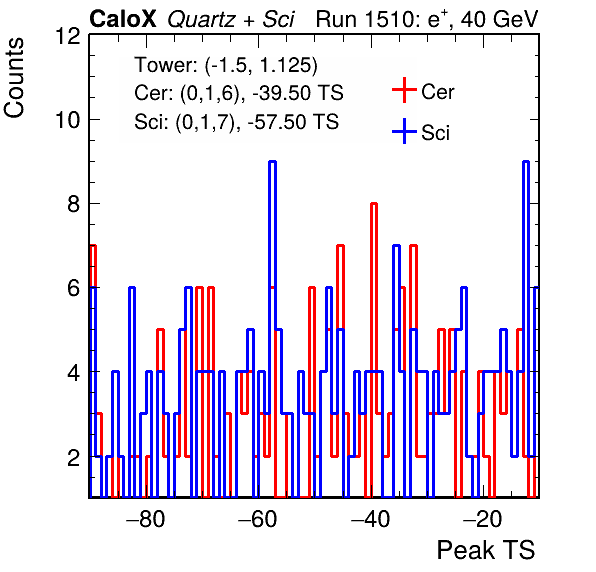 CaloX Quartz + Sci Run 1510: e⁺, 40 GeV
Counts
12
10
8
6
4
2
Tower: (-1.5, 1.125)
Cer: (0,1,6), -39.50 TS
Sci: (0,1,7), -57.50 TS
Cer
Sci
−80 −60 −40 −20
Peak TS